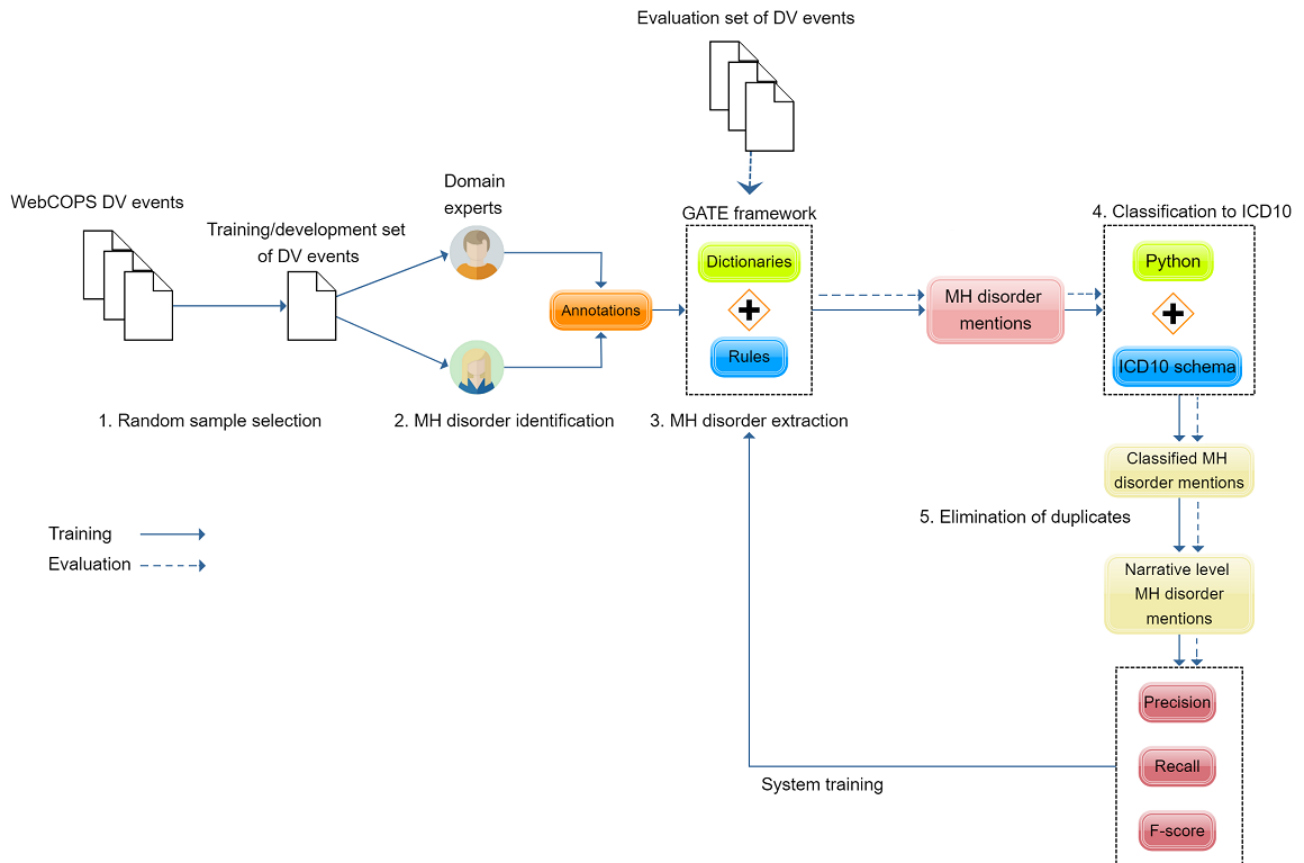 Evaluation set of DV events
WebCOPS DV events
Training/development set
of DV events
Domain
experts
Annotations
GATE framework
Dictionaries
Rules
MH disorder
mentions
4. Classification to ICD10
Python
ICD10 schema
1. Random sample selection
2. MH disorder identification
3. MH disorder extraction
Classified MH
disorder mentions
5. Elimination of duplicates
Training
Evaluation
Narrative level
MH disorder
mentions
Precision
Recall
F-score
System training